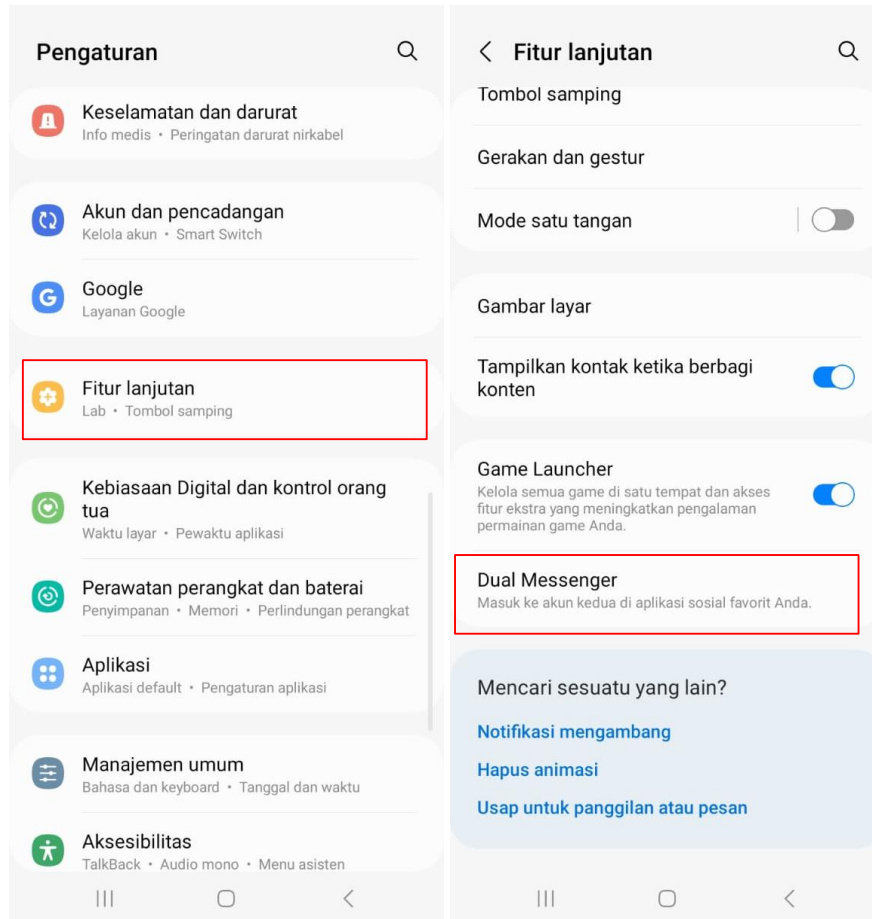 Pengaturan
Keselamatan dan darurat
Info medis • Peringatan darurat nirkabel
Akun dan pencadangan
Kelola akun • Smart Switch
Google
Layanan Google
Fitur lanjutan
Lab • Tombol samping
Kebiasaan Digital dan kontrol orang
tua
Waktu layar • Pewaktu aplikasi
Perawatan perangkat dan baterai
Penyimpanan • Memori • Perlindungan perangkat
Aplikasi
Aplikasi default • Pengaturan aplikasi
Manajemen umum
Bahasa dan keyboard • Tanggal dan waktu
Aksesibilitas
TalkBack • Audio mono • Menu asisten
Fitur lanjutan
Tombol samping
Gerakan dan gestur
Mode satu tangan
Gambar layar
Tampilkan kontak ketika berbagi
konten
Game Launcher
Kelola semua game di satu tempat dan akses
fitur ekstra yang meningkatkan pengalaman
permainan game Anda.
Dual Messenger
Masuk ke akun kedua di aplikasi sosial favorit Anda.
Mencari sesuatu yang lain?
Notifikasi mengambang
Hapus animasi
Usap untuk panggilan atau pesan